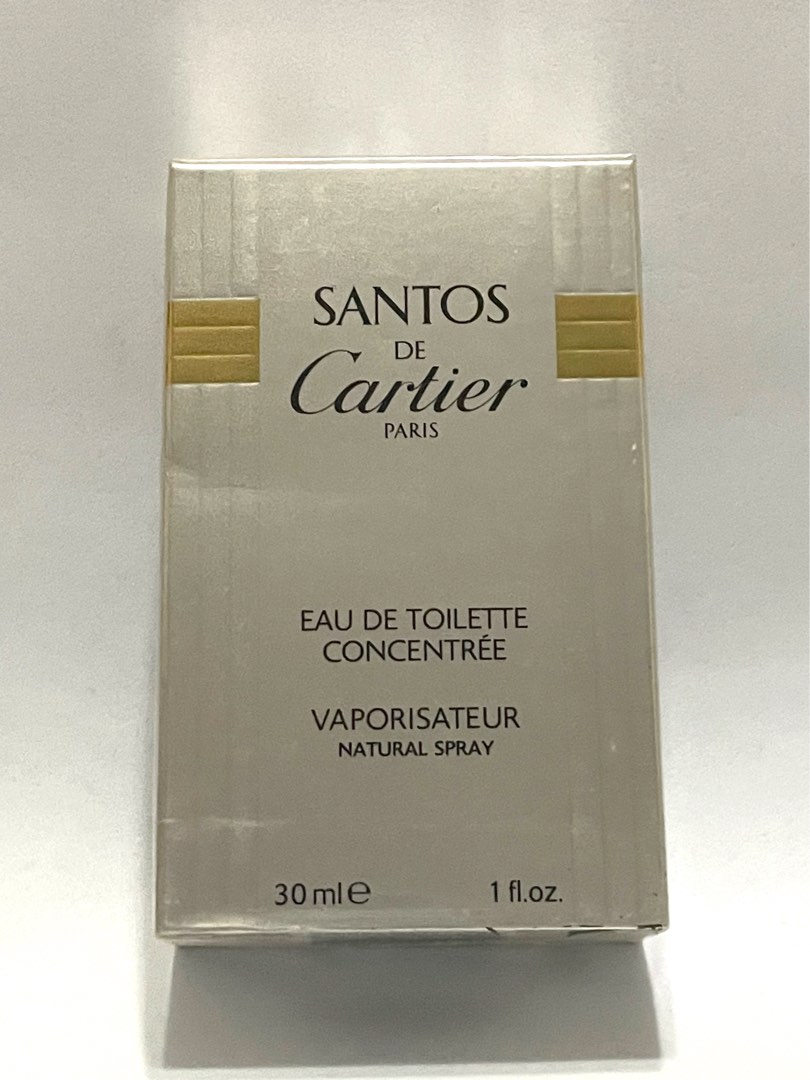 SANTOS
DE
Cartier
PARIS
EAU DE TOILETTE
CONCENTRÉE
VAPORISATEUR
NATURAL SPRAY
30 ml ℮ 1 fl.oz.